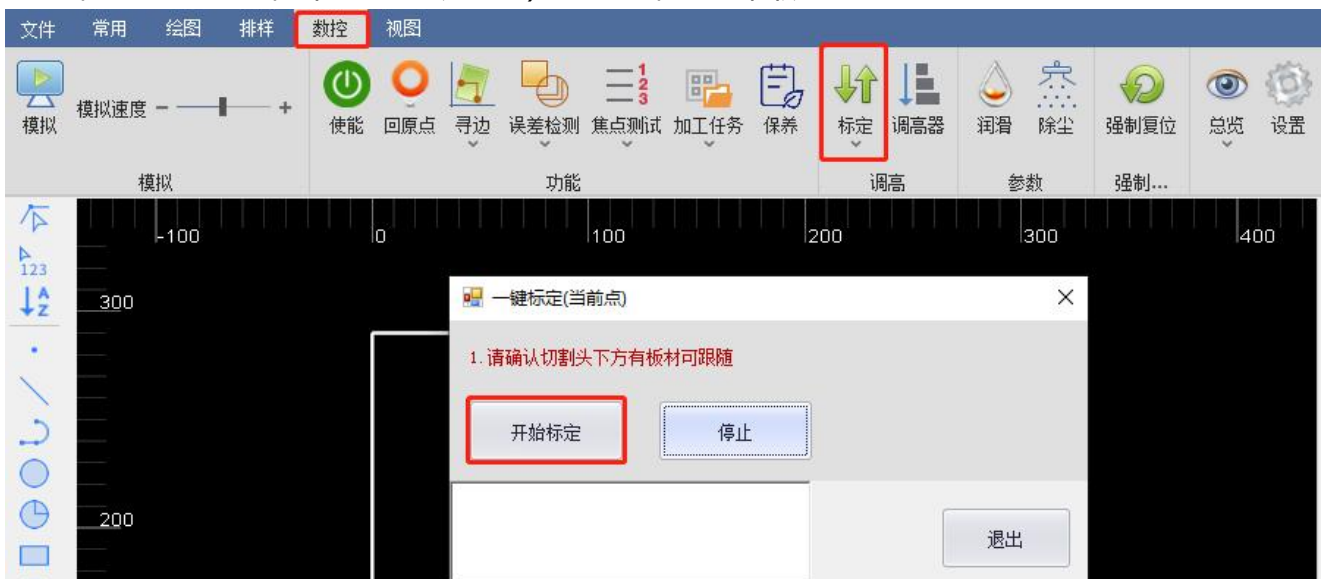 文件 常用 绘图 排样 数控 视图
模拟 模拟速度 使能 回原点 寻边 误差检测 焦点测试 加工任务 保养 标定 调高器 润滑 除尘 强制复位 总览 设置
模拟 功能 调高 参数 强制...
-100 0 100 200 300 400
123
AZ
300
一键标定(当前点)
1. 请确认切割头下方有板材可跟随
开始标定 停止
200
退出